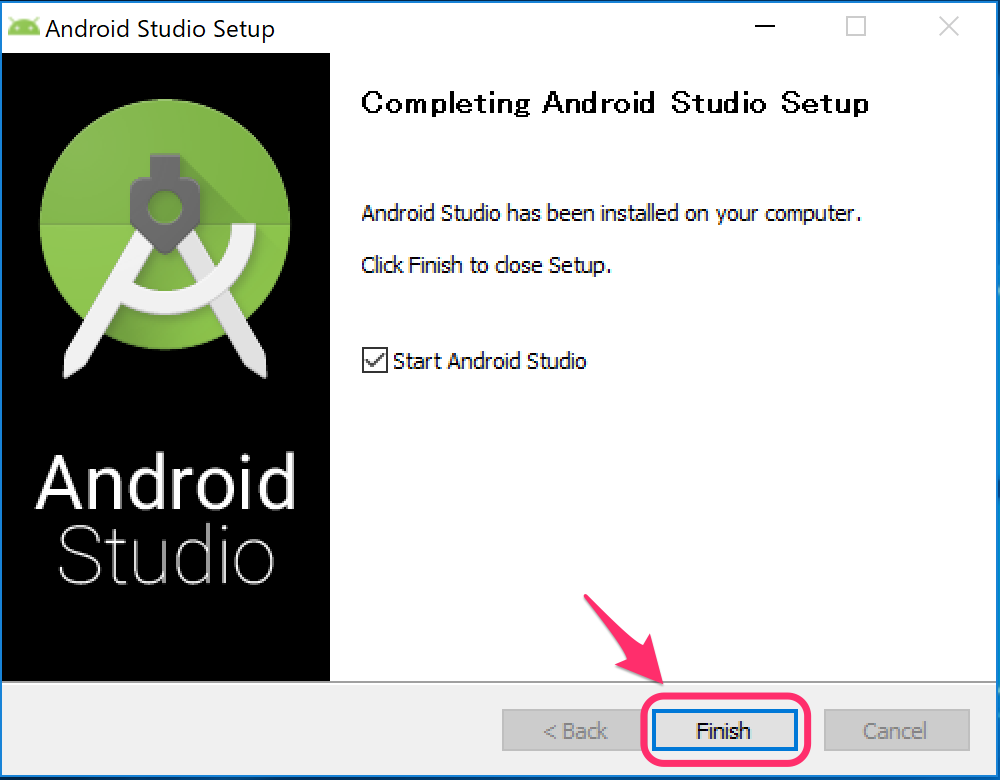 Android Studio Setup
Completing Android Studio Setup
Android Studio has been installed on your computer.
Click Finish to close Setup.
Start Android Studio
Android
Studio
< Back
Finish
Cancel